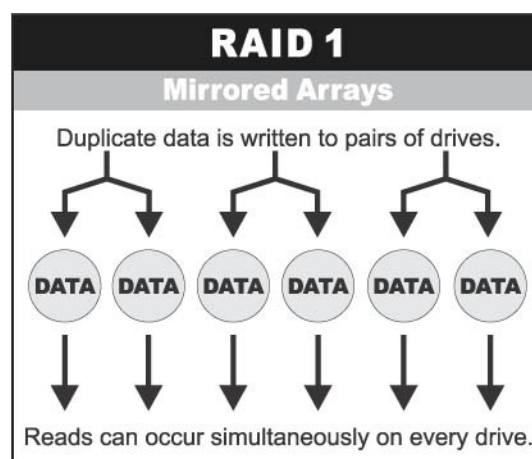 RAID 1
Mirrored Arrays
Duplicate data is written to pairs of drives.
DATA DATA DATA DATA DATA DATA
Reads can occur simultaneously on every drive.